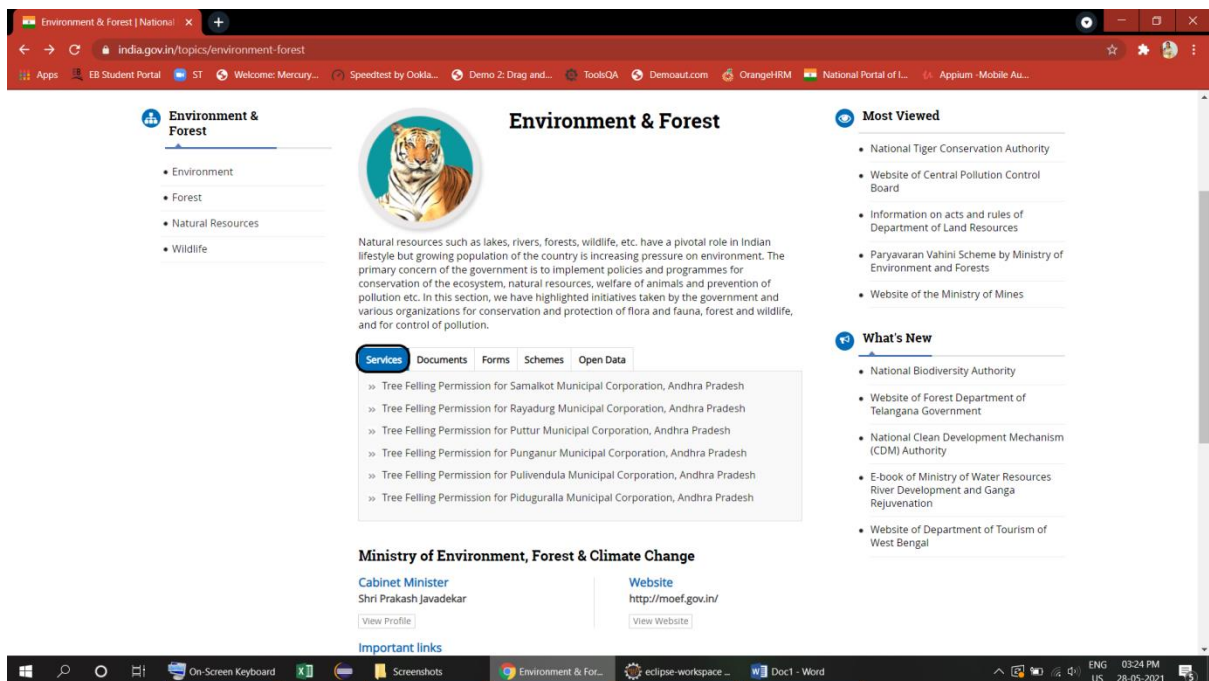 Environment & Forest | National
india.gov.in/topics/environment-forest
Apps
EB Student Portal
ST
Welcome: Mercury...
Speedtest by Ookla...
Demo 2: Drag and...
ToolsQA
Demoaut.com
OrangeHRM
National Portal of I...
Appium -Mobile Au...
Environment &
Forest
• Environment
• Forest
• Natural Resources
• Wildlife
Environment & Forest
Natural resources such as lakes, rivers, forests, wildlife, etc. have a pivotal role in Indian
lifestyle but growing population of the country is increasing pressure on environment. The
primary concern of the government is to implement policies and programmes for
conservation of the ecosystem, natural resources, welfare of animals and prevention of
pollution etc. In this section, we have highlighted initiatives taken by the government and
various organizations for conservation and protection of flora and fauna, forest and wildlife,
and for control of pollution.
Services Documents Forms Schemes Open Data
» Tree Felling Permission for Samalkot Municipal Corporation, Andhra Pradesh
» Tree Felling Permission for Rayadurg Municipal Corporation, Andhra Pradesh
» Tree Felling Permission for Puttur Municipal Corporation, Andhra Pradesh
» Tree Felling Permission for Punganur Municipal Corporation, Andhra Pradesh
» Tree Felling Permission for Pulivendula Municipal Corporation, Andhra Pradesh
» Tree Felling Permission for Piduguralla Municipal Corporation, Andhra Pradesh
Ministry of Environment, Forest & Climate Change
Cabinet Minister
Shri Prakash Javadekar
View Profile
Website
http://moef.gov.in/
View Website
Important links
Most Viewed
• National Tiger Conservation Authority
• Website of Central Pollution Control
Board
• Information on acts and rules of
Department of Land Resources
• Paryavaran Vahini Scheme by Ministry of
Environment and Forests
• Website of the Ministry of Mines
What's New
• National Biodiversity Authority
• Website of Forest Department of
Telangana Government
• National Clean Development Mechanism
(CDM) Authority
• E-book of Ministry of Water Resources
River Development and Ganga
Rejuvenation
• Website of Department of Tourism of
West Bengal
On-Screen Keyboard
Screenshots
Environment & For...
eclipse-workspace ...
Doc1 - Word
ENG
US
03:24 PM
28-05-2021